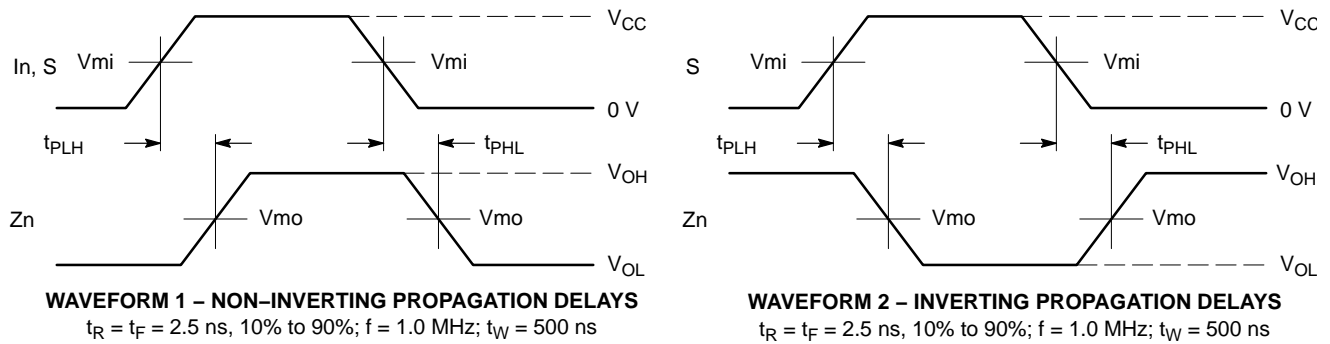 V_CC
In, S
Vmi
Vmi
0 V
t_PLH
t_PHL
V_OH
Zn
Vmo
Vmo
V_OL
WAVEFORM 1 – NON–INVERTING PROPAGATION DELAYS
t_R = t_F = 2.5 ns, 10% to 90%; f = 1.0 MHz; t_W = 500 ns
V_CC
S
Vmi
Vmi
0 V
t_PLH
t_PHL
V_OH
Zn
Vmo
Vmo
V_OL
WAVEFORM 2 – INVERTING PROPAGATION DELAYS
t_R = t_F = 2.5 ns, 10% to 90%; f = 1.0 MHz; t_W = 500 ns